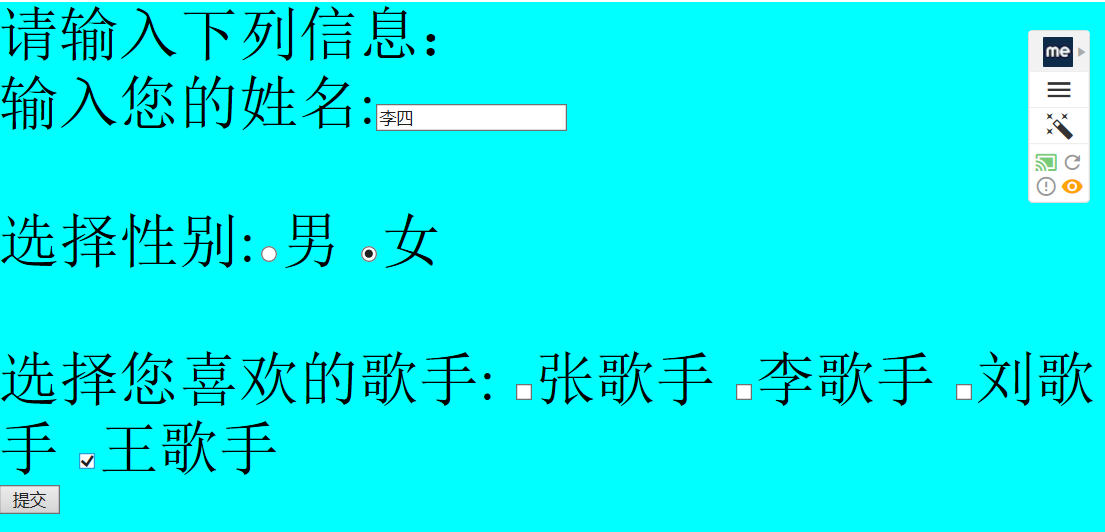 请输入下列信息：
输入您的姓名:李四
选择性别:男 女
选择您喜欢的歌手: 张歌手 李歌手 刘歌
手 王歌手
提交
me